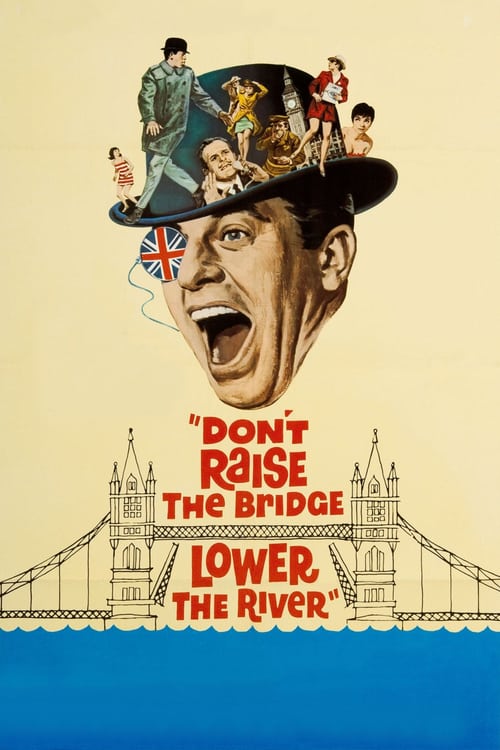 "DON'T
RAISE
THE BRIDGE
LOWER
THE RIVER"